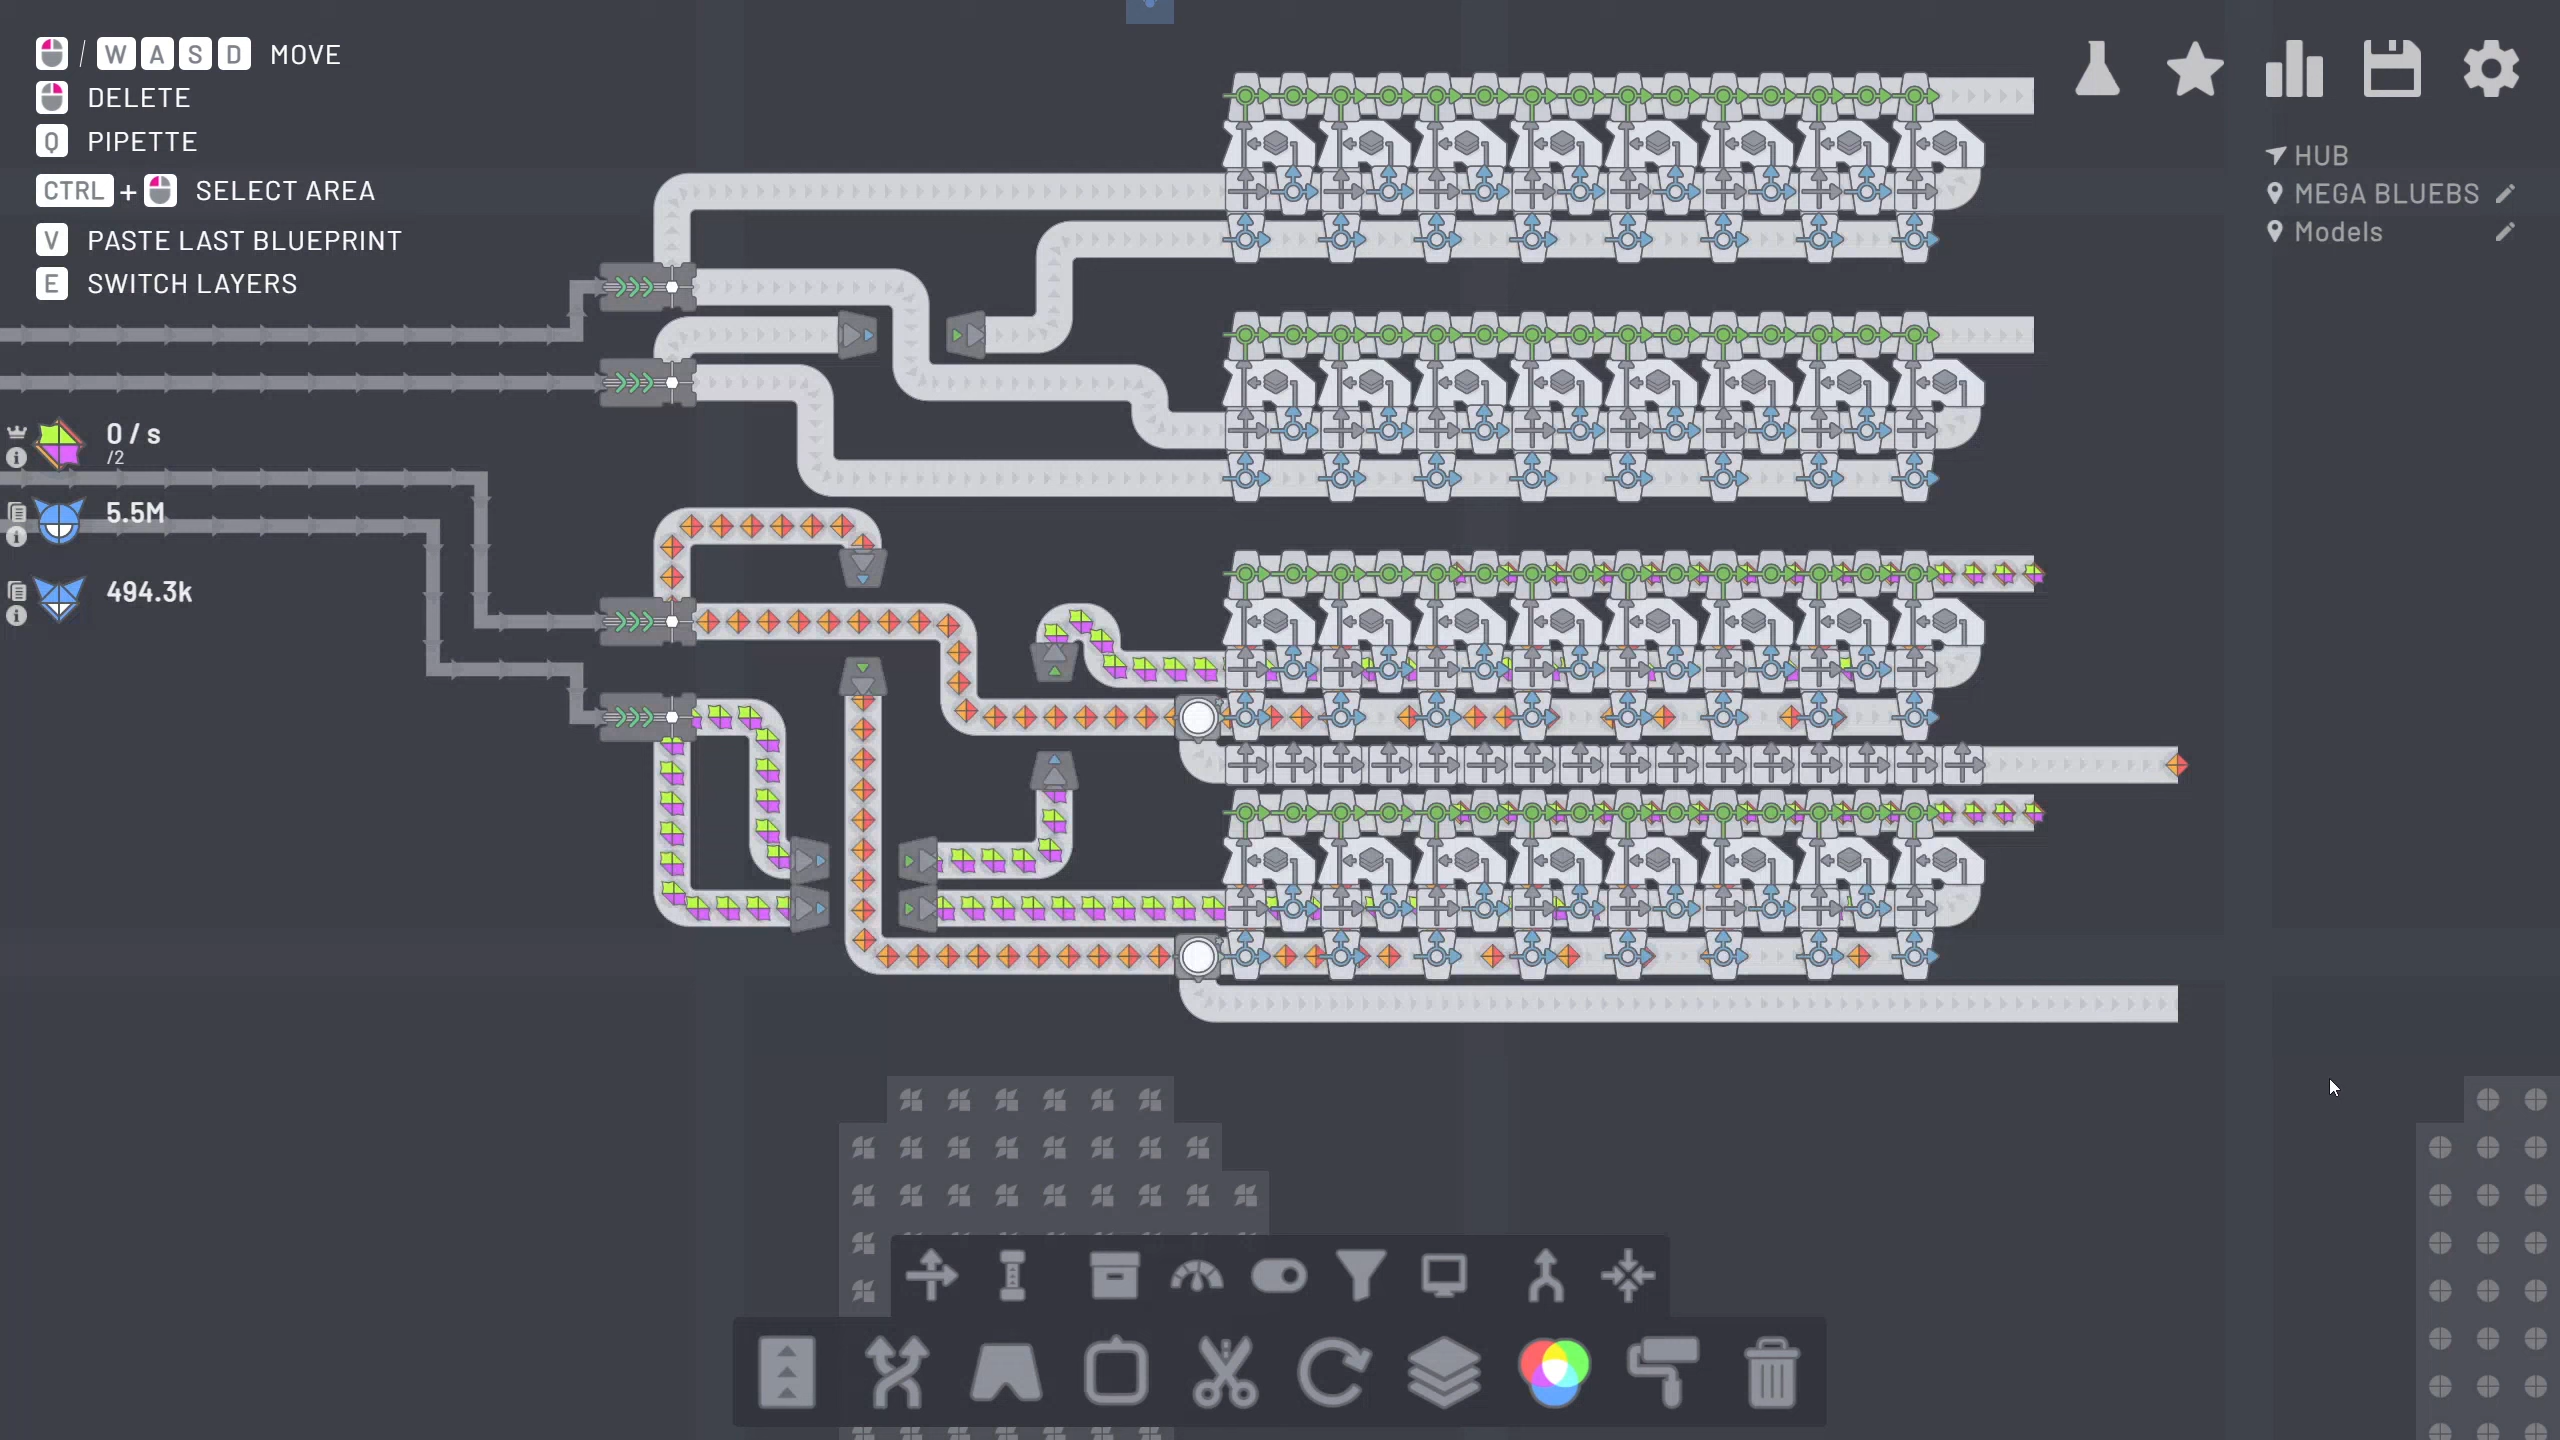 / W A S D MOVE
DELETE
Q PIPETTE
CTRL + SELECT AREA
V PASTE LAST BLUEPRINT
E SWITCH LAYERS
0 / s
/2
5.5M
494.3k
HUB
MEGA BLUEBS
Models